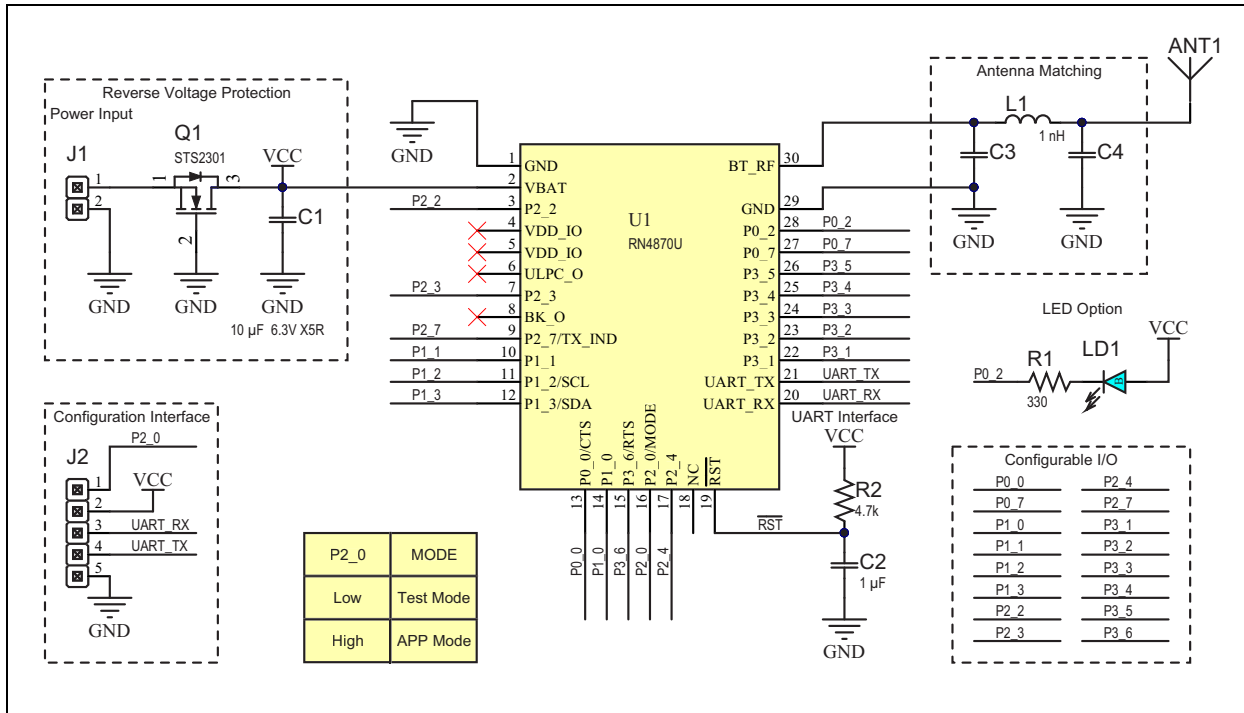 Reverse Voltage Protection
Power Input
J1
1
2
Q1
STS2301
1
3
2
VCC
C1
GND
GND
GND
10 µF 6.3V X5R
Configuration Interface
P2_0
J2
1
VCC
2
3 UART_RX
4 UART_TX
5
GND
P2_0 MODE
Low Test Mode
High APP Mode
GND
U1
RN4870U
1 GND
2 VBAT
P2_2 3 P2_2
4 VDD_IO
5 VDD_IO
6 ULPC_O
P2_3 7 P2_3
8 BK_O
P2_7 9 P2_7/TX_IND
P1_1 10 P1_1
P1_2 11 P1_2/SCL
P1_3 12 P1_3/SDA
P0_0/CTS 13 P0_0
P1_0 14 P1_0
P3_6/RTS 15 P3_6
P2_0/MODE 16 P2_0
P2_4 17 P2_4
NC 18
RST 19
RST
BT_RF 30
GND 29
P0_2 28 P0_2
P0_7 27 P0_7
P3_5 26 P3_5
P3_4 25 P3_4
P3_3 24 P3_3
P3_2 23 P3_2
P3_1 22 P3_1
UART_TX 21 UART_TX
UART_RX 20 UART_RX
UART Interface
VCC
R2
4.7k
C2
1 µF
GND
Antenna Matching
ANT1
L1
1 nH
C3
C4
GND
GND
LED Option
VCC
P0_2
R1
330
LD1
B
Configurable I/O
P0_0 P2_4
P0_7 P2_7
P1_0 P3_1
P1_1 P3_2
P1_2 P3_3
P1_3 P3_4
P2_2 P3_5
P2_3 P3_6